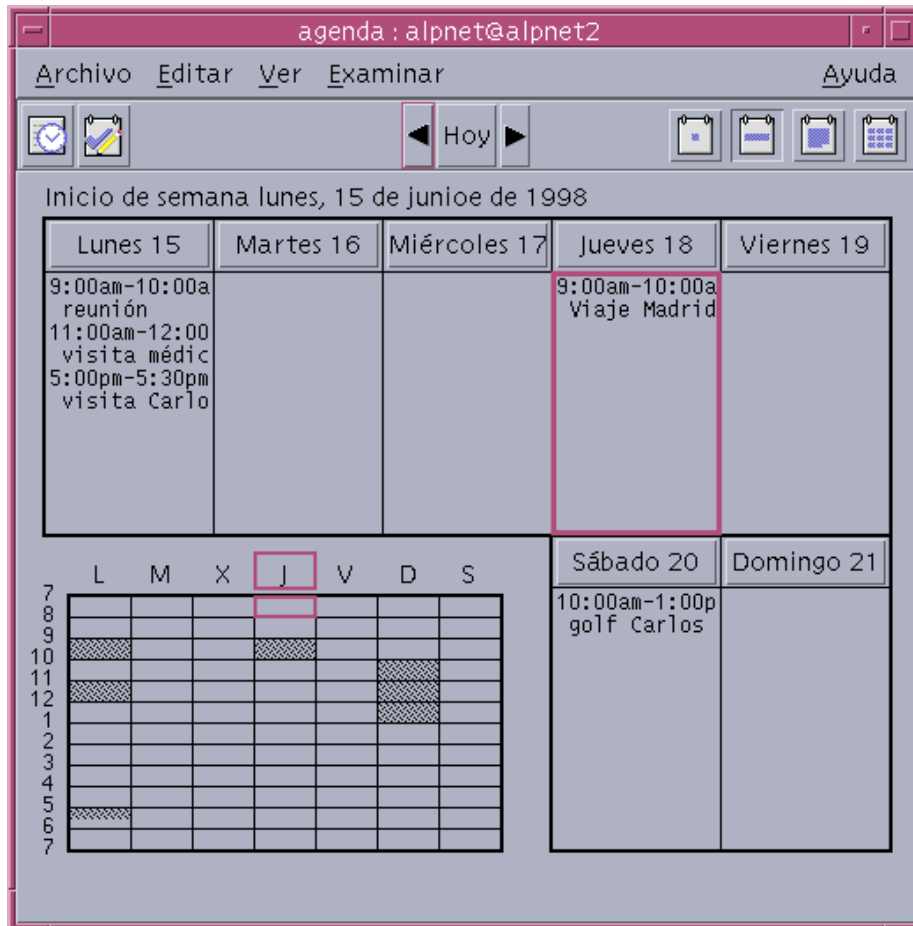 agenda : alpnet@alpnet2
Archivo Editar Ver Examinar Ayuda
Hoy
Inicio de semana lunes, 15 de junioe de 1998
Lunes 15 Martes 16 Miércoles 17 Jueves 18 Viernes 19
9:00am-10:00a
reunión
11:00am-12:00
visita médic
5:00pm-5:30pm
visita Carlo
9:00am-10:00a
Viaje Madrid
Sábado 20 Domingo 21
10:00am-1:00p
golf Carlos
L M X J V D S
7
8
9
10
11
12
1
2
3
4
5
6
7